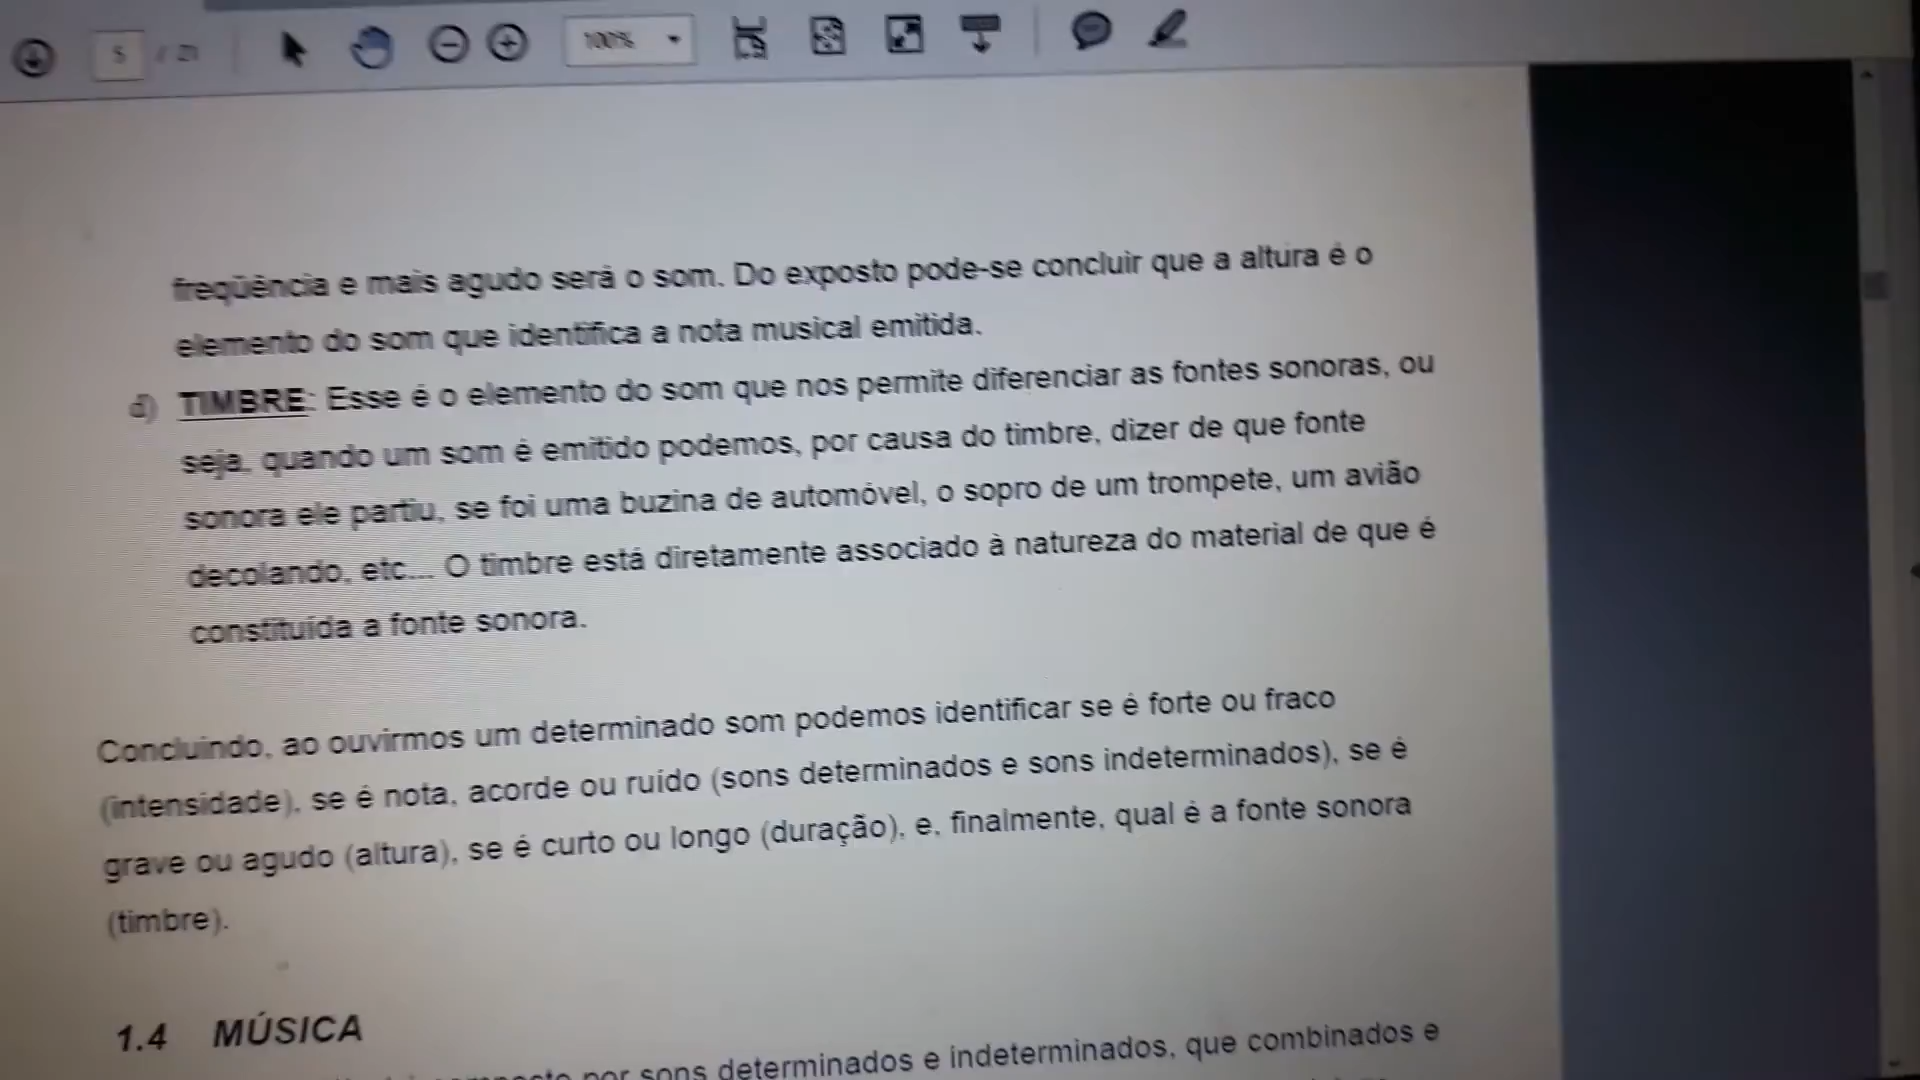 5 / 21
100%
freqüência e mais agudo será o som. Do exposto pode-se concluir que a altura é o
elemento do som que identifica a nota musical emitida.
d) TIMBRE: Esse é o elemento do som que nos permite diferenciar as fontes sonoras, ou
seja, quando um som é emitido podemos, por causa do timbre, dizer de que fonte
sonora ele partiu, se foi uma buzina de automóvel, o sopro de um trompete, um avião
decolando, etc... O timbre está diretamente associado à natureza do material de que é
constituída a fonte sonora.
Concluindo, ao ouvirmos um determinado som podemos identificar se é forte ou fraco
(intensidade), se é nota, acorde ou ruído (sons determinados e sons indeterminados), se é
grave ou agudo (altura), se é curto ou longo (duração), e, finalmente, qual é a fonte sonora
(timbre).
1.4 MÚSICA
por sons determinados e indeterminados, que combinados e